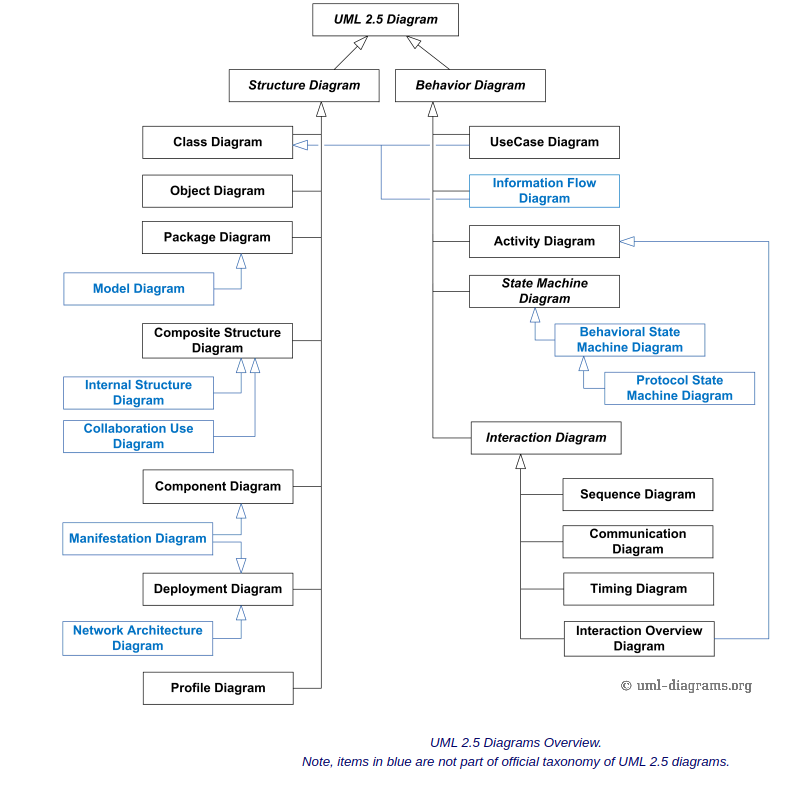 UML 2.5 Diagram
Structure Diagram
Behavior Diagram
Class Diagram
UseCase Diagram
Object Diagram
Information Flow
Diagram
Package Diagram
Activity Diagram
Model Diagram
State Machine
Diagram
Composite Structure
Diagram
Behavioral State
Machine Diagram
Internal Structure
Diagram
Protocol State
Machine Diagram
Collaboration Use
Diagram
Interaction Diagram
Component Diagram
Sequence Diagram
Manifestation Diagram
Communication
Diagram
Deployment Diagram
Timing Diagram
Network Architecture
Diagram
Interaction Overview
Diagram
Profile Diagram
© uml-diagrams.org
UML 2.5 Diagrams Overview.
Note, items in blue are not part of official taxonomy of UML 2.5 diagrams.